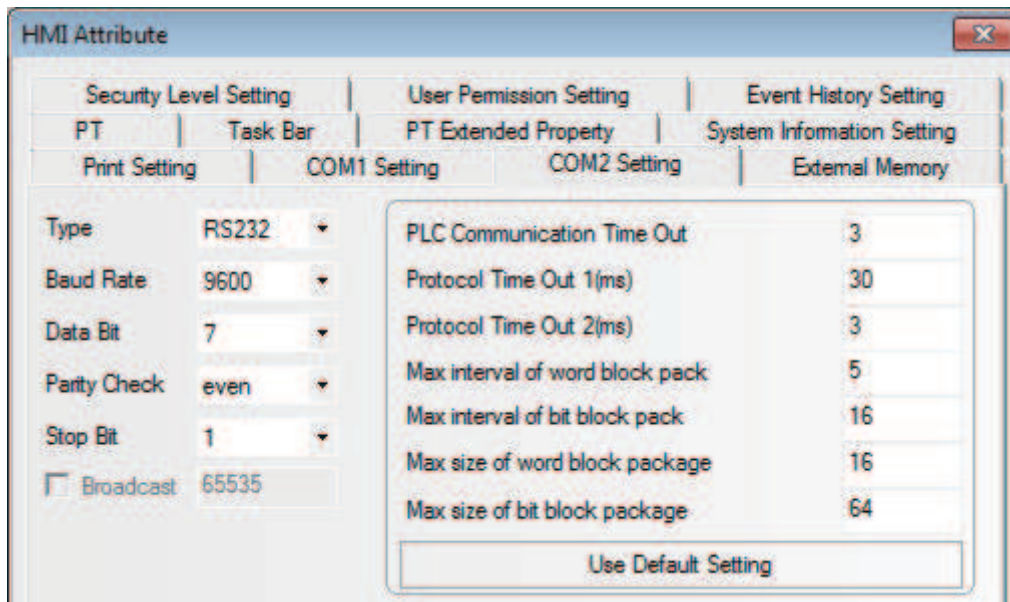 HMI Attribute
Security Level Setting User Permission Setting Event History Setting
PT Task Bar PT Extended Property System Information Setting
Print Setting COM1 Setting COM2 Setting External Memory
Type RS232
Baud Rate 9600
Data Bit 7
Parity Check even
Stop Bit 1
Broadcast 65535
PLC Communication Time Out 3
Protocol Time Out 1(ms) 30
Protocol Time Out 2(ms) 3
Max interval of word block pack 5
Max interval of bit block pack 16
Max size of word block package 16
Max size of bit block package 64
Use Default Setting